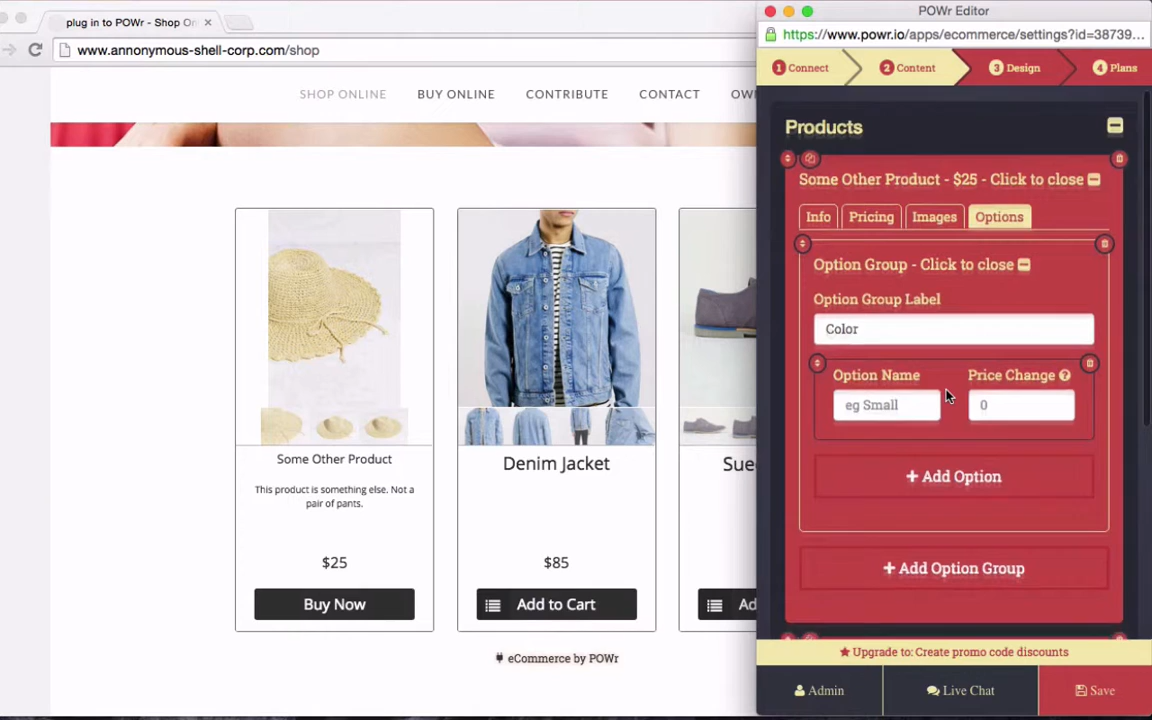 plug in to POWr - Shop On
www.annonymous-shell-corp.com/shop
SHOP ONLINE BUY ONLINE CONTRIBUTE CONTACT
Some Other Product
This product is something else. Not a
pair of pants.
$25
Buy Now
Denim Jacket
$85
Add to Cart
eCommerce by POWr
POWr Editor
https://www.powr.io/apps/ecommerce/settings?id=38739...
1 Connect 2 Content 3 Design 4 Plans
Products
Some Other Product - $25 - Click to close
Info Pricing Images Options
Option Group - Click to close
Option Group Label
Color
Option Name Price Change ?
eg Small 0
+ Add Option
+ Add Option Group
Upgrade to: Create promo code discounts
Admin Live Chat Save